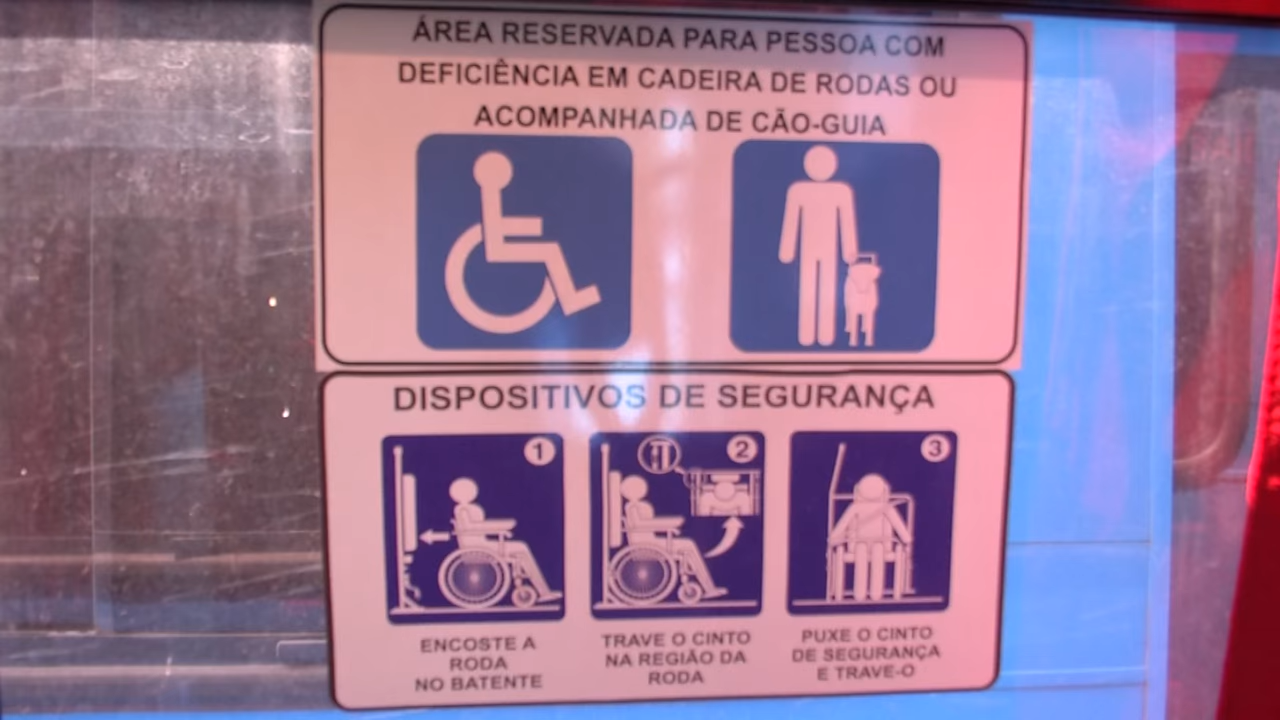 ÁREA RESERVADA PARA PESSOA COM
DEFICIÊNCIA EM CADEIRA DE RODAS OU
ACOMPANHADA DE CÃO-GUIA
DISPOSITIVOS DE SEGURANÇA
1
2
3
ENCOSTE A
RODA
NO BATENTE
TRAVE O CINTO
NA REGIÃO DA
RODA
PUXE O CINTO
DE SEGURANÇA
E TRAVE-O